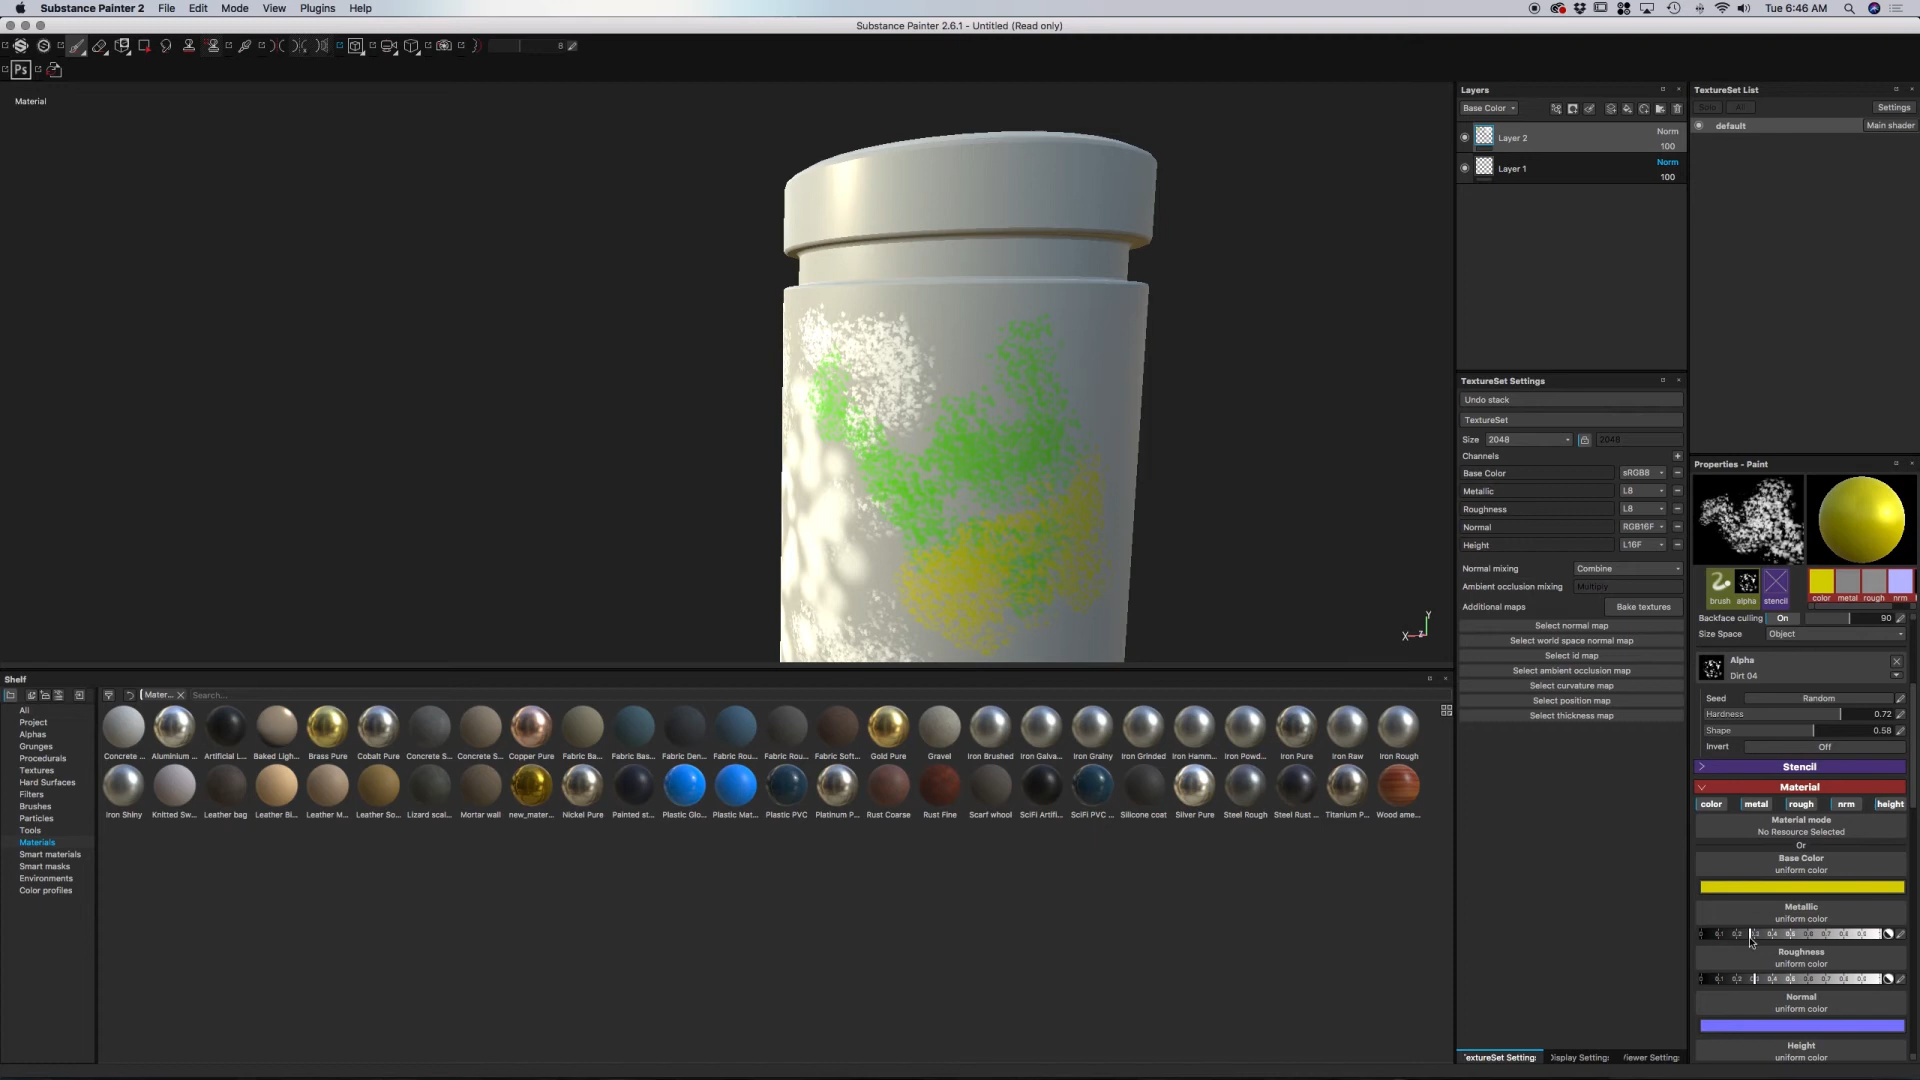 Substance Painter 2 File Edit Mode View Plugins Help
Tue 6:46 AM
Substance Painter 2.6.1 - Untitled (Read only)
8
Ps
Material
Layers
Base Color
Layer 2 Norm 100
Layer 1 Norm 100
TextureSet List
Solo All Settings
default Main shader
TextureSet Settings
Undo stack
TextureSet
Size 2048 2048
Channels
Base Color sRGB8
Metallic L8
Roughness L8
Normal RGB16F
Height L16F
Normal mixing Combine
Ambient occlusion mixing Multiply
Additional maps Bake textures
Select normal map
Select world space normal map
Select id map
Select ambient occlusion map
Select curvature map
Select position map
Select thickness map
Properties - Paint
brush alpha stencil color metal rough nrm
Backface culling On 90
Size Space Object
Alpha
Dirt 04
Seed Random
Hardness 0.72
Shape 0.58
Invert Off
Stencil
Material
color metal rough nrm height
Material mode
No Resource Selected
Or
Base Color
uniform color
Metallic
uniform color
Roughness
uniform color
Normal
uniform color
Height
uniform color
Y
X Z
Shelf
Mater... Search...
All
Project
Alphas
Grunges
Procedurals
Textures
Hard Surfaces
Filters
Brushes
Particles
Tools
Materials
Smart materials
Smart masks
Environments
Color profiles
Concrete ... Aluminium ... Artificial L... Baked Ligh... Brass Pure Cobalt Pure Concrete S... Concrete S... Copper Pure Fabric Ba... Fabric Bas... Fabric Den... Fabric Rou... Fabric Rou... Fabric Soft... Gold Pure Gravel Iron Brushed Iron Galva... Iron Grainy Iron Grinded Iron Hamm... Iron Powd... Iron Pure Iron Raw Iron Rough
Iron Shiny Knitted Sw... Leather bag Leather Bi... Leather M... Leather So... Lizard scal... Mortar wall new_mater... Nickel Pure Painted st... Plastic Glo... Plastic Mat... Plastic PVC Platinum P... Rust Coarse Rust Fine Scarf whool SciFi Artifi... SciFi PVC ... Silicone coat Silver Pure Steel Rough Steel Rust ... Titanium P... Wood ame...
extureSet Setting: isplay Setting: iewer Setting: